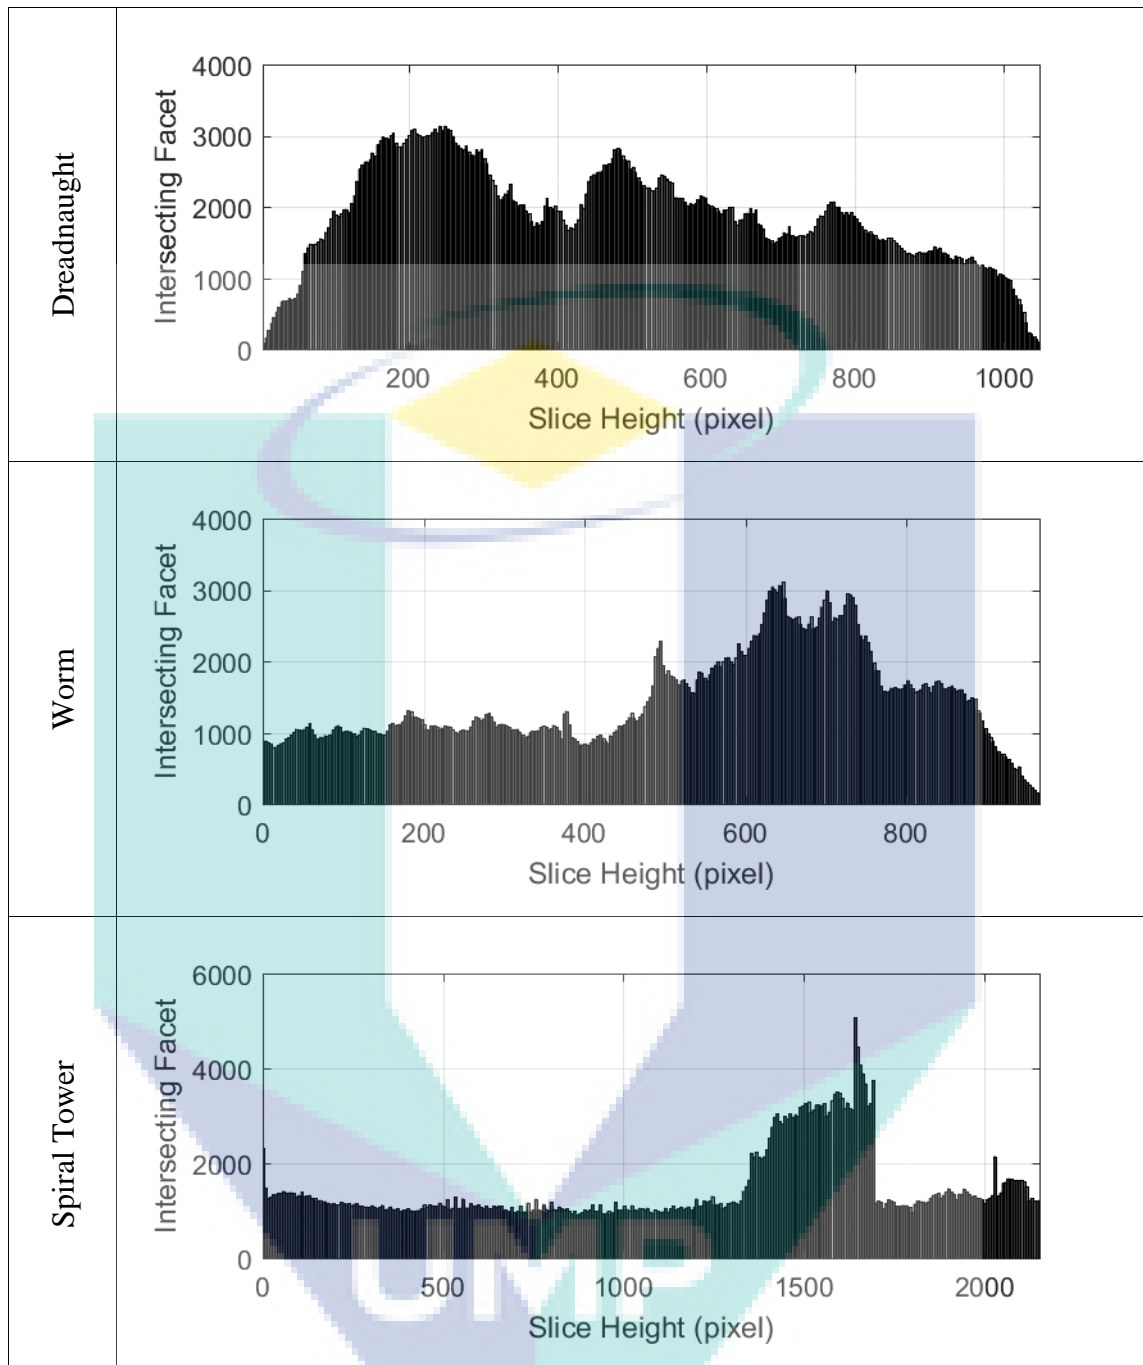 Dreadnaught
4000
3000
2000
1000
0
Intersecting Facet
200 400 600 800 1000
Slice Height (pixel)
Worm
4000
3000
2000
1000
0
Intersecting Facet
0 200 400 600 800
Slice Height (pixel)
Spiral Tower
6000
4000
2000
0
Intersecting Facet
0 500 1000 1500 2000
Slice Height (pixel)
UMP